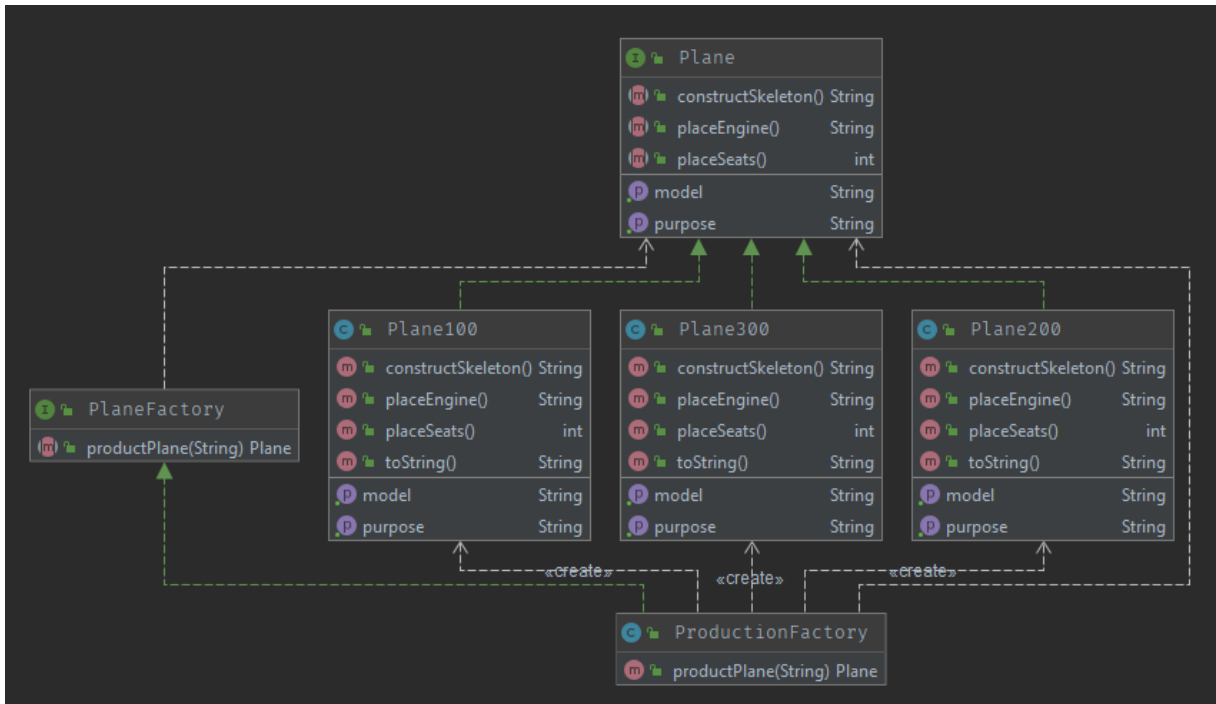 Plane
constructSkeleton() String
placeEngine() String
placeSeats() int
model String
purpose String
Plane100
constructSkeleton() String
placeEngine() String
placeSeats() int
toString() String
model String
purpose String
Plane300
constructSkeleton() String
placeEngine() String
placeSeats() int
toString() String
model String
purpose String
Plane200
constructSkeleton() String
placeEngine() String
placeSeats() int
toString() String
model String
purpose String
PlaneFactory
productPlane(String) Plane
«create»
«create»
«create»
ProductionFactory
productPlane(String) Plane